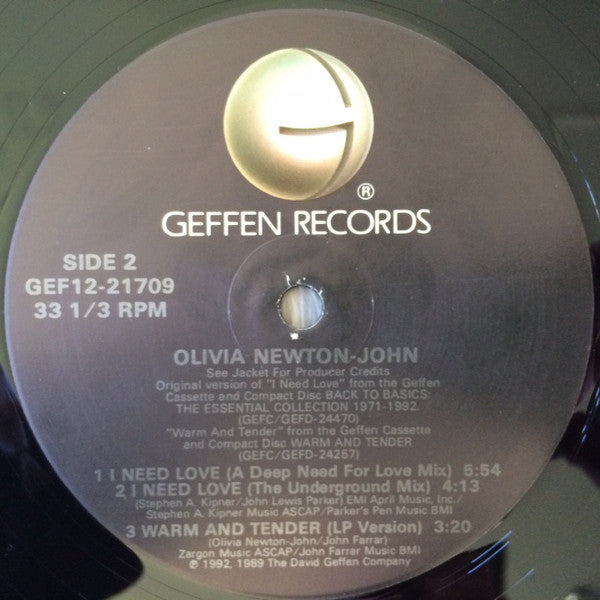 ®
GEFFEN RECORDS
SIDE 2
GEF12-21709
33 1/3 RPM
OLIVIA NEWTON-JOHN
See Jacket For Producer Credits
Original version of "I Need Love" from the Geffen
Cassette and Compact Disc BACK TO BASICS:
THE ESSENTIAL COLLECTION 1971-1992.
(GEFC/GEFD-24470)
"Warm And Tender" from the Geffen Cassette
and Compact Disc WARM AND TENDER
(GEFC/GEFD-24257)
1 I NEED LOVE (A Deep Need For Love Mix) 5:54
2 I NEED LOVE (The Underground Mix) 4:13
(Stephen A. Kipner/John Lewis Parker) EMI April Music, Inc./
Stephen A. Kipner Music ASCAP/Parker's Pen Music BMI
3 WARM AND TENDER (LP Version) 3:20
(Olivia Newton-John/John Farrar)
Zargon Music ASCAP/John Farrar Music BMI
℗ 1992, 1989 The David Geffen Company